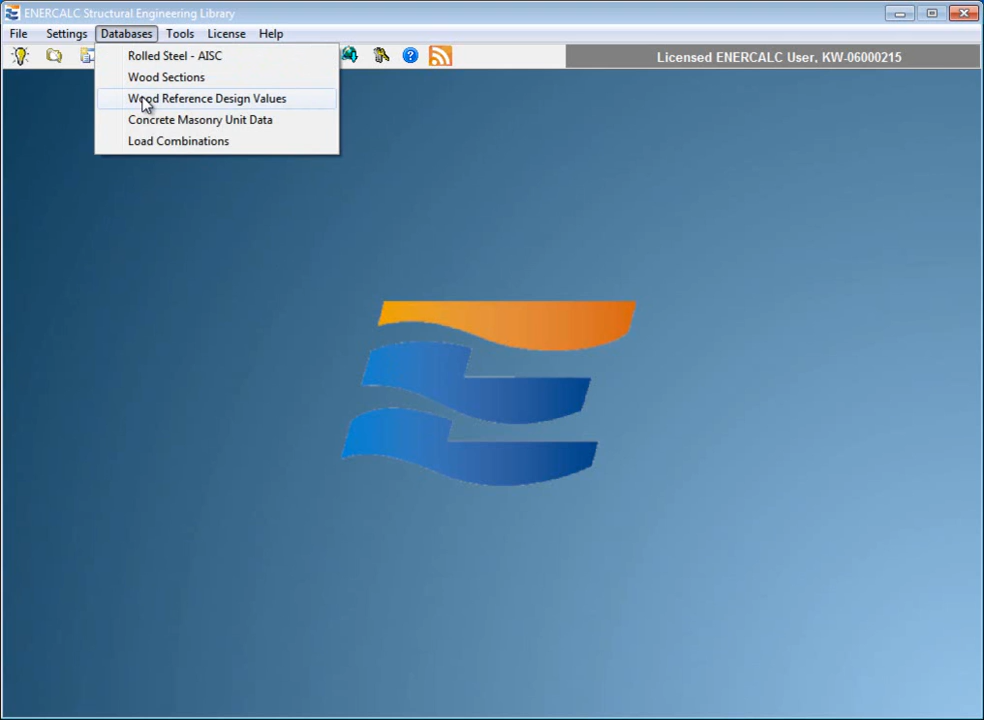 ENERCALC Structural Engineering Library
File Settings Databases Tools License Help
Licensed ENERCALC User, KW-06000215
Rolled Steel - AISC
Wood Sections
Wood Reference Design Values
Concrete Masonry Unit Data
Load Combinations